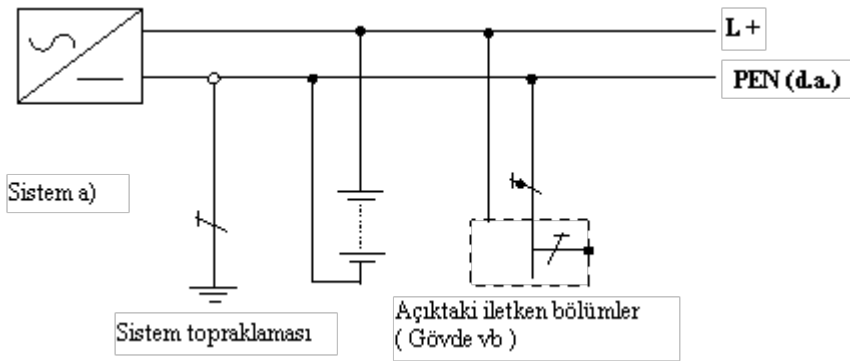 L +
PEN (d.a.)
Sistem a)
Sistem topraklaması
Açıktaki iletken bölümler
( Gövde vb )